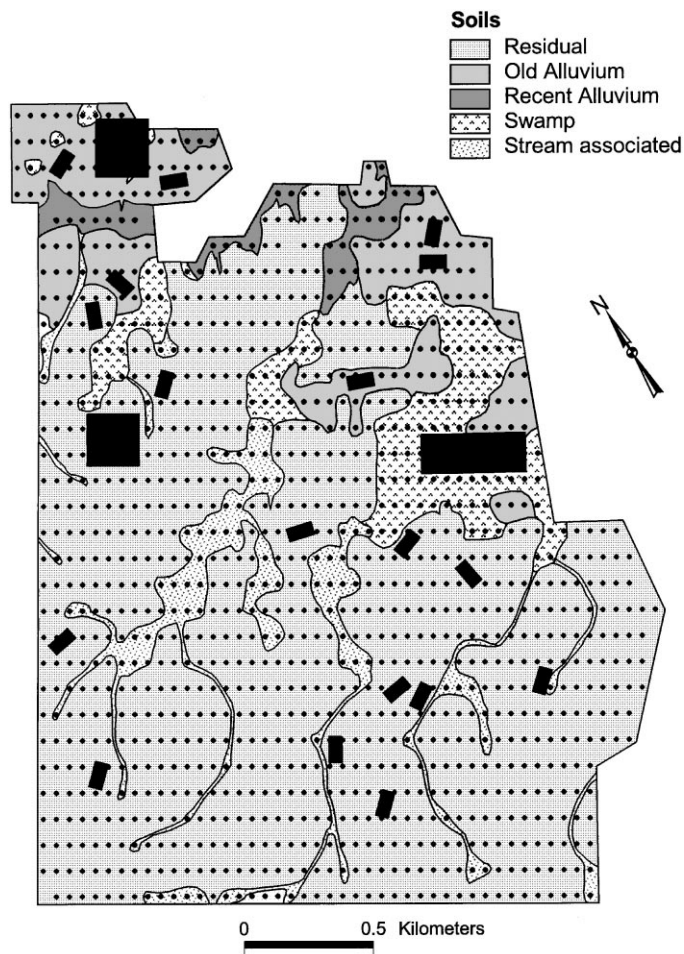 Soils
Residual
Old Alluvium
Recent Alluvium
Swamp
Stream associated
N
0 0.5 Kilometers